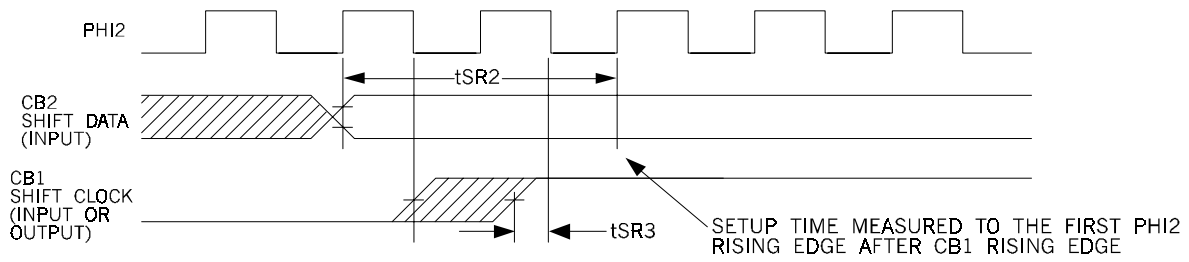 PHI2
tSR2
CB2
SHIFT DATA
(INPUT)
CB1
SHIFT CLOCK
(INPUT OR
OUTPUT)
tSR3
SETUP TIME MEASURED TO THE FIRST PHI2
RISING EDGE AFTER CB1 RISING EDGE